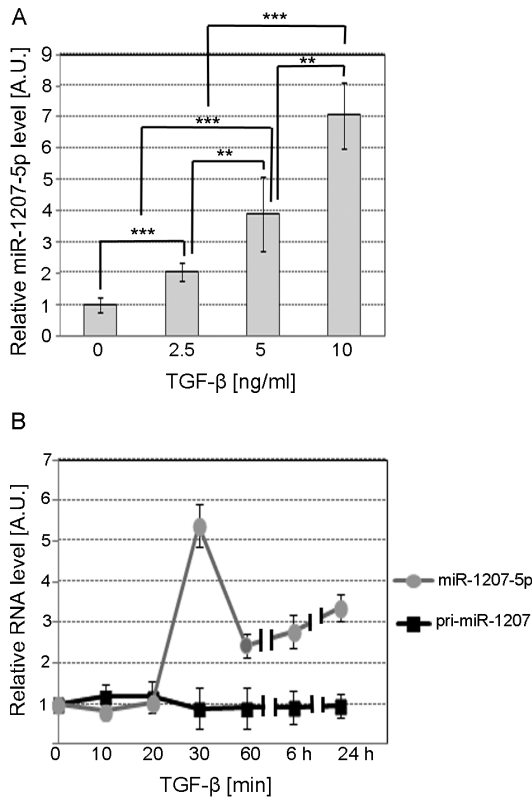 A
***
**
***
**
***
Relative miR-1207-5p level [A.U.]
9
8
7
6
5
4
3
2
1
0
0 2.5 5 10
TGF-β [ng/ml]
B
Relative RNA level [A.U.]
7
6
5
4
3
2
1
0
0 10 20 30 60 6 h 24 h
TGF-β [min]
miR-1207-5p
pri-miR-1207